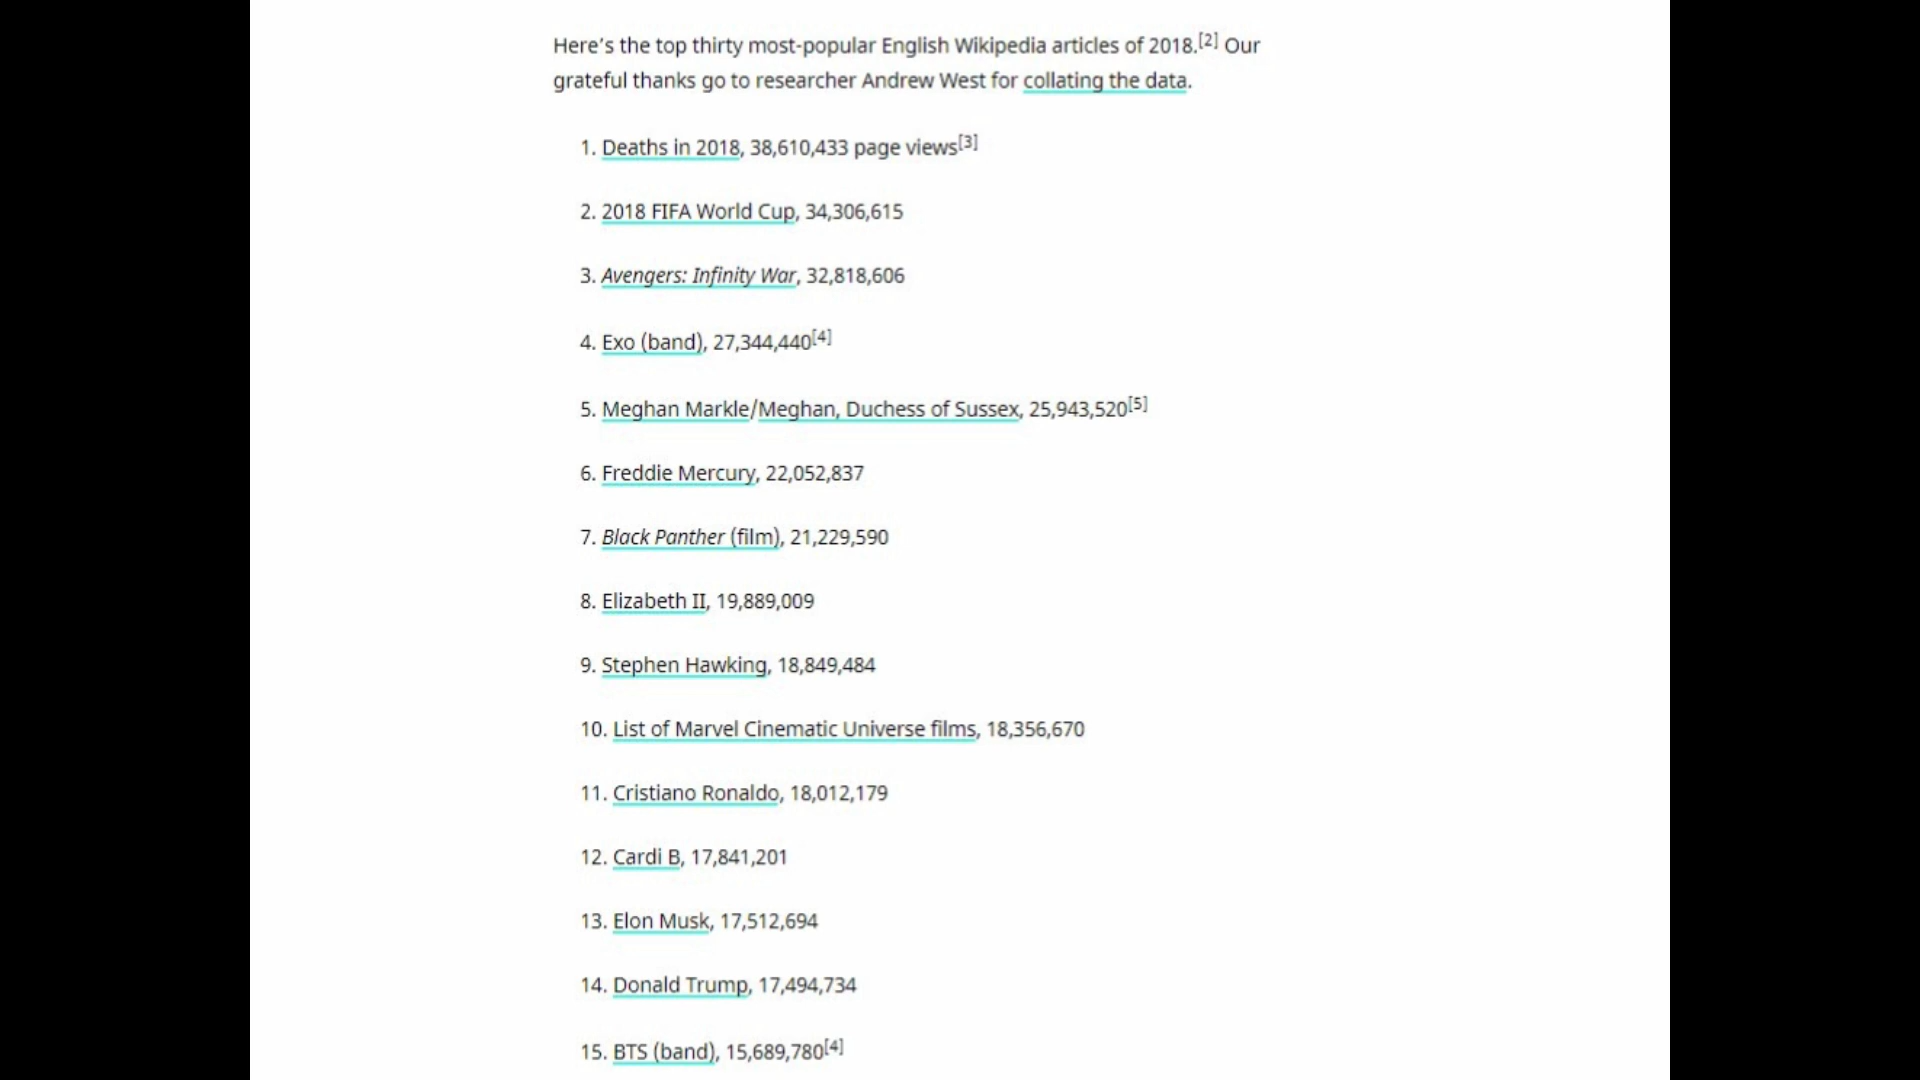 Here's the top thirty most-popular English Wikipedia articles of 2018.[2] Our
grateful thanks go to researcher Andrew West for collating the data.
1. Deaths in 2018, 38,610,433 page views[3]
2. 2018 FIFA World Cup, 34,306,615
3. Avengers: Infinity War, 32,818,606
4. Exo (band), 27,344,440[4]
5. Meghan Markle/Meghan, Duchess of Sussex, 25,943,520[5]
6. Freddie Mercury, 22,052,837
7. Black Panther (film), 21,229,590
8. Elizabeth II, 19,889,009
9. Stephen Hawking, 18,849,484
10. List of Marvel Cinematic Universe films, 18,356,670
11. Cristiano Ronaldo, 18,012,179
12. Cardi B, 17,841,201
13. Elon Musk, 17,512,694
14. Donald Trump, 17,494,734
15. BTS (band), 15,689,780[4]